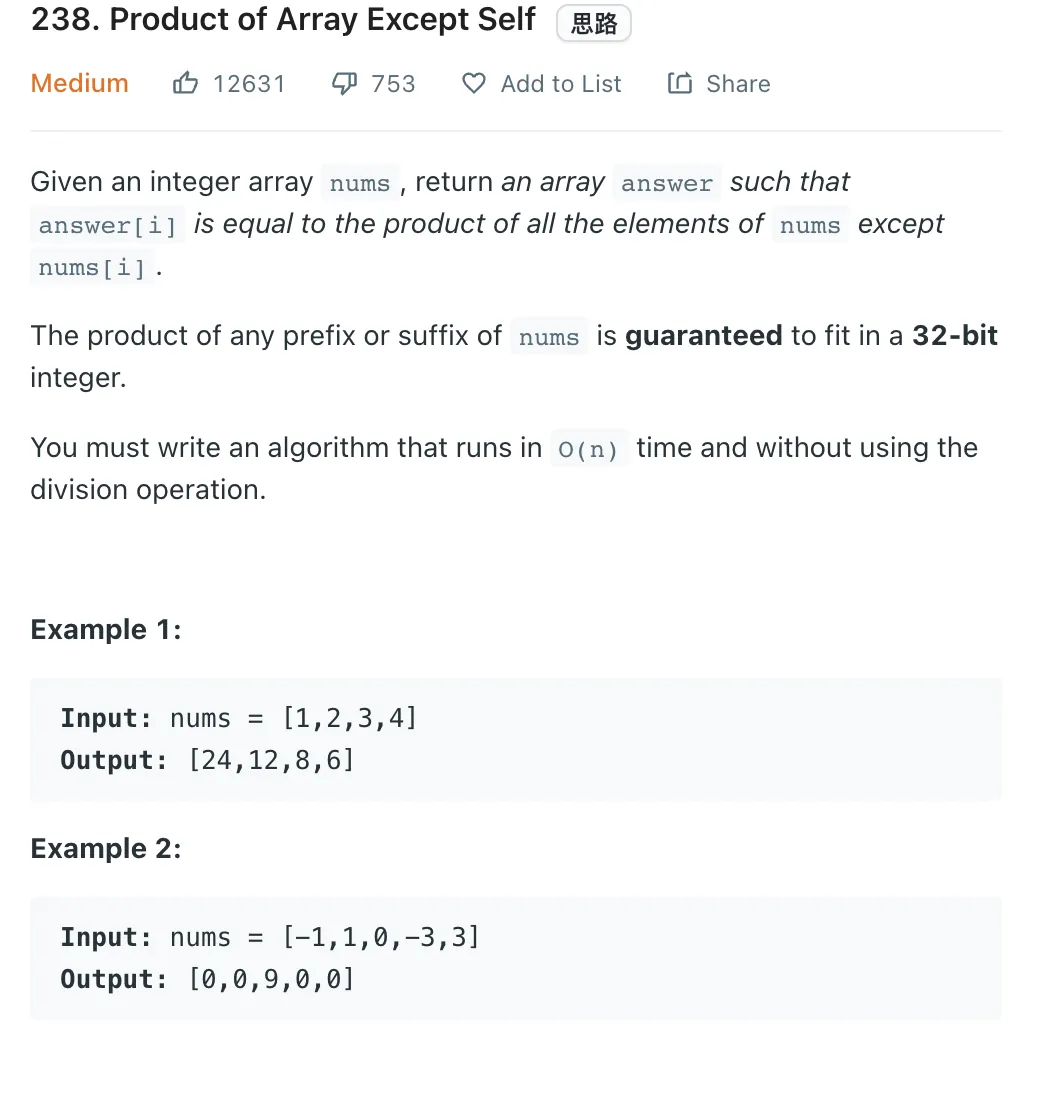 238. Product of Array Except Self 思路
Medium 12631 753 Add to List Share
Given an integer array nums , return an array answer such that
answer[i] is equal to the product of all the elements of nums except
nums[i] .
The product of any prefix or suffix of nums is guaranteed to fit in a 32-bit
integer.
You must write an algorithm that runs in O(n) time and without using the
division operation.
Example 1:
Input: nums = [1,2,3,4]
Output: [24,12,8,6]
Example 2:
Input: nums = [-1,1,0,-3,3]
Output: [0,0,9,0,0]